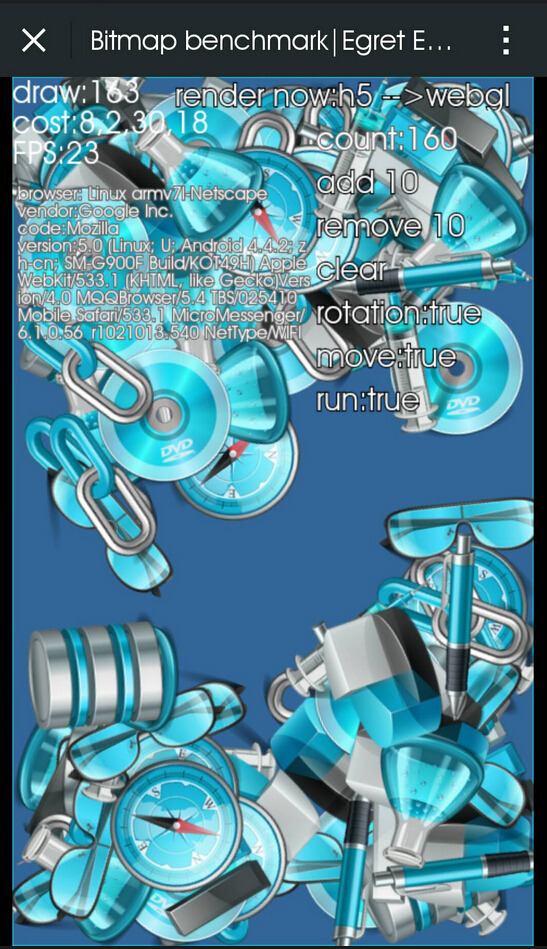 Bitmap benchmark|Egret E...
draw:163
cost:8,2,30,18
FPS:23
render now:h5 -->webgl
count:160
add 10
remove 10
clear
rotation:true
move:true
run:true
browser: Linux armv7l-Netscape
vendor:Google Inc.
code:Mozilla
version:5.0 (Linux; U; Android 4.4.2; z
h-cn; SM-G900F Build/KOT49H) Apple
WebKit/533.1 (KHTML, like Gecko)Vers
ion/4.0 MQQBrowser/5.4 TBS/025410
Mobile Safari/533.1 MicroMessenger/
6.1.0.56_r1021013.540 NetType/WIFI
DVD
DVD